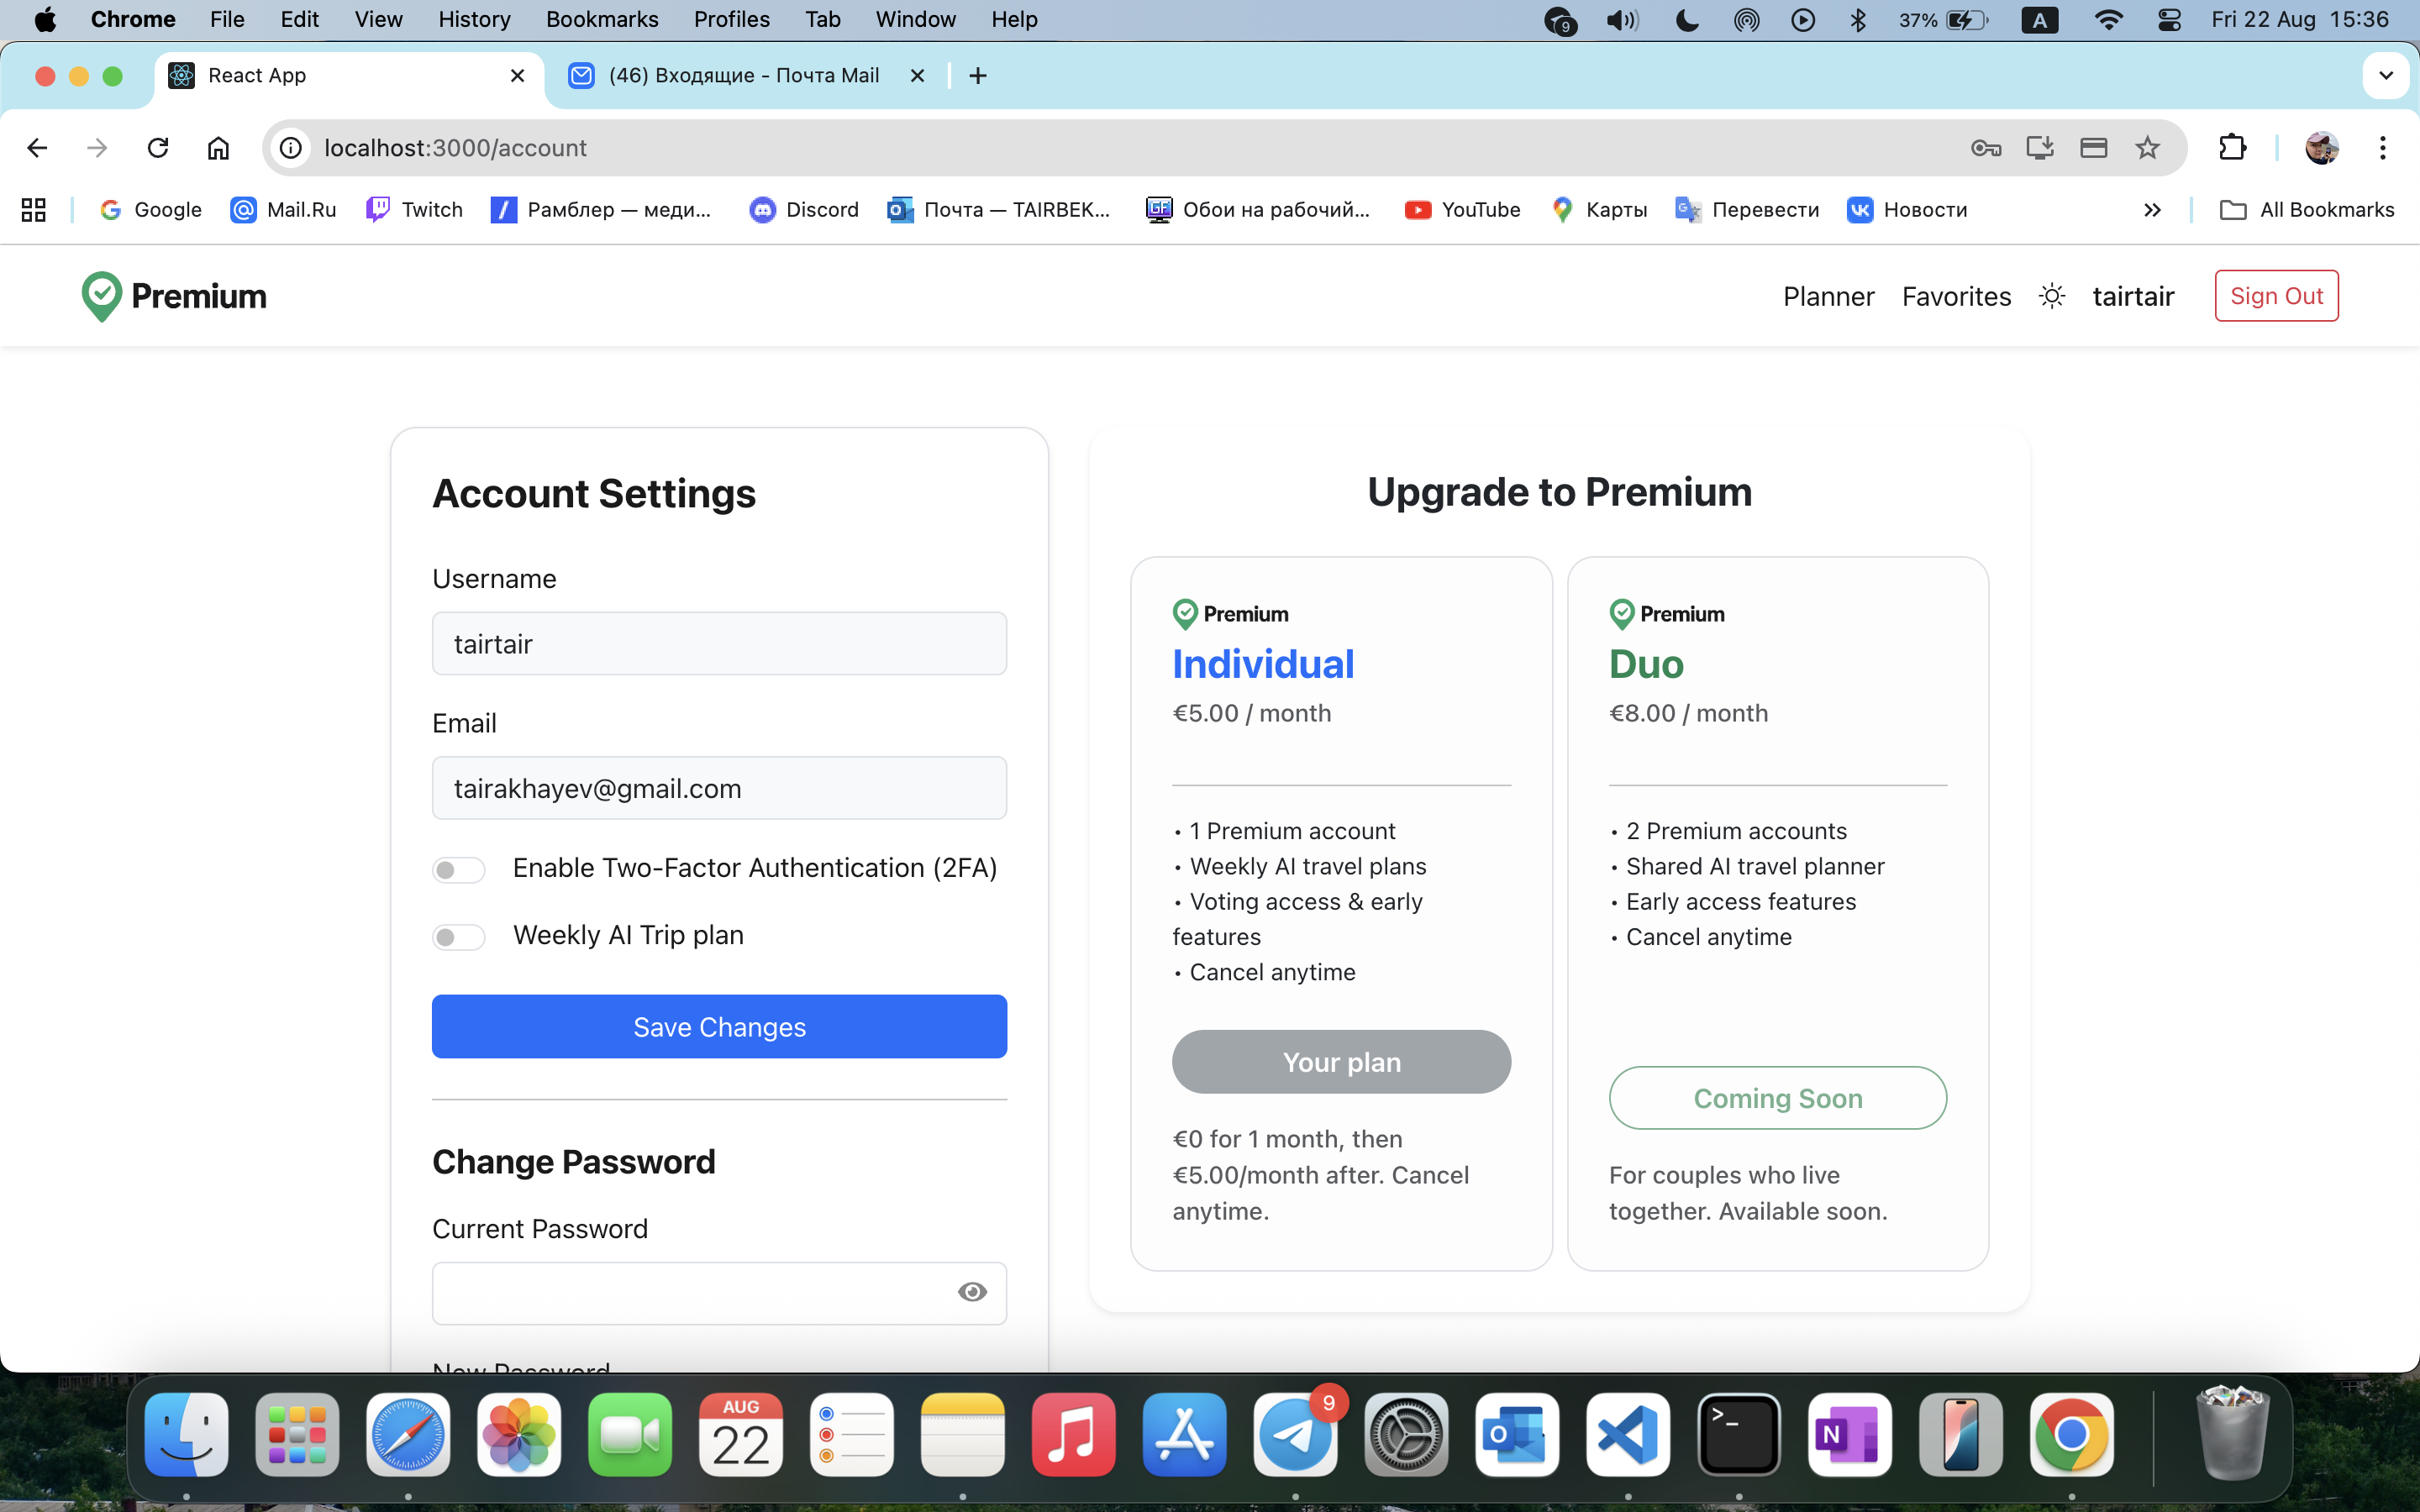 Chrome File Edit View History Bookmarks Profiles Tab Window Help 9 37% A Fri 22 Aug 15:36
React App (46) Входящие - Почта Mail
localhost:3000/account
Google Mail.Ru Twitch Рамблер — меди... Discord Почта — TAIRBEK... Обои на рабочий... YouTube Карты Перевести Новости All Bookmarks
Premium Planner Favorites tairtair Sign Out
Account Settings
Username
tairtair
Email
tairakhayev@gmail.com
Enable Two-Factor Authentication (2FA)
Weekly AI Trip plan
Save Changes
Change Password
Current Password
New Password
Upgrade to Premium
Premium
Individual
€5.00 / month
• 1 Premium account
• Weekly AI travel plans
• Voting access & early
features
• Cancel anytime
Your plan
€0 for 1 month, then
€5.00/month after. Cancel
anytime.
Premium
Duo
€8.00 / month
• 2 Premium accounts
• Shared AI travel planner
• Early access features
• Cancel anytime
Coming Soon
For couples who live
together. Available soon.
AUG
22
9